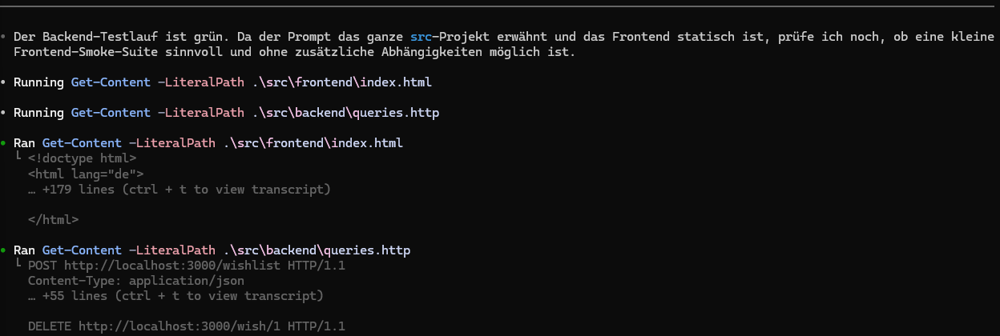 • Der Backend-Testlauf ist grün. Da der Prompt das ganze src-Projekt erwähnt und das Frontend statisch ist, prüfe ich noch, ob eine kleine
Frontend-Smoke-Suite sinnvoll und ohne zusätzliche Abhängigkeiten möglich ist.
• Running Get-Content -LiteralPath .\src\frontend\index.html
• Running Get-Content -LiteralPath .\src\backend\queries.http
• Ran Get-Content -LiteralPath .\src\frontend\index.html
└ <!doctype html>
<html lang="de">
… +179 lines (ctrl + t to view transcript)
</html>
• Ran Get-Content -LiteralPath .\src\backend\queries.http
└ POST http://localhost:3000/wishlist HTTP/1.1
Content-Type: application/json
… +55 lines (ctrl + t to view transcript)
DELETE http://localhost:3000/wish/1 HTTP/1.1